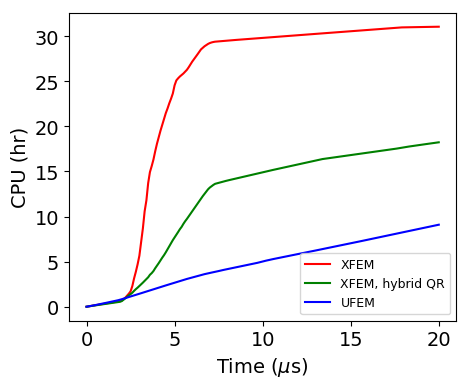 30
25
20
15
10
5
0
CPU (hr)
XFEM
XFEM, hybrid QR
UFEM
0 5 10 15 20
Time (μs)